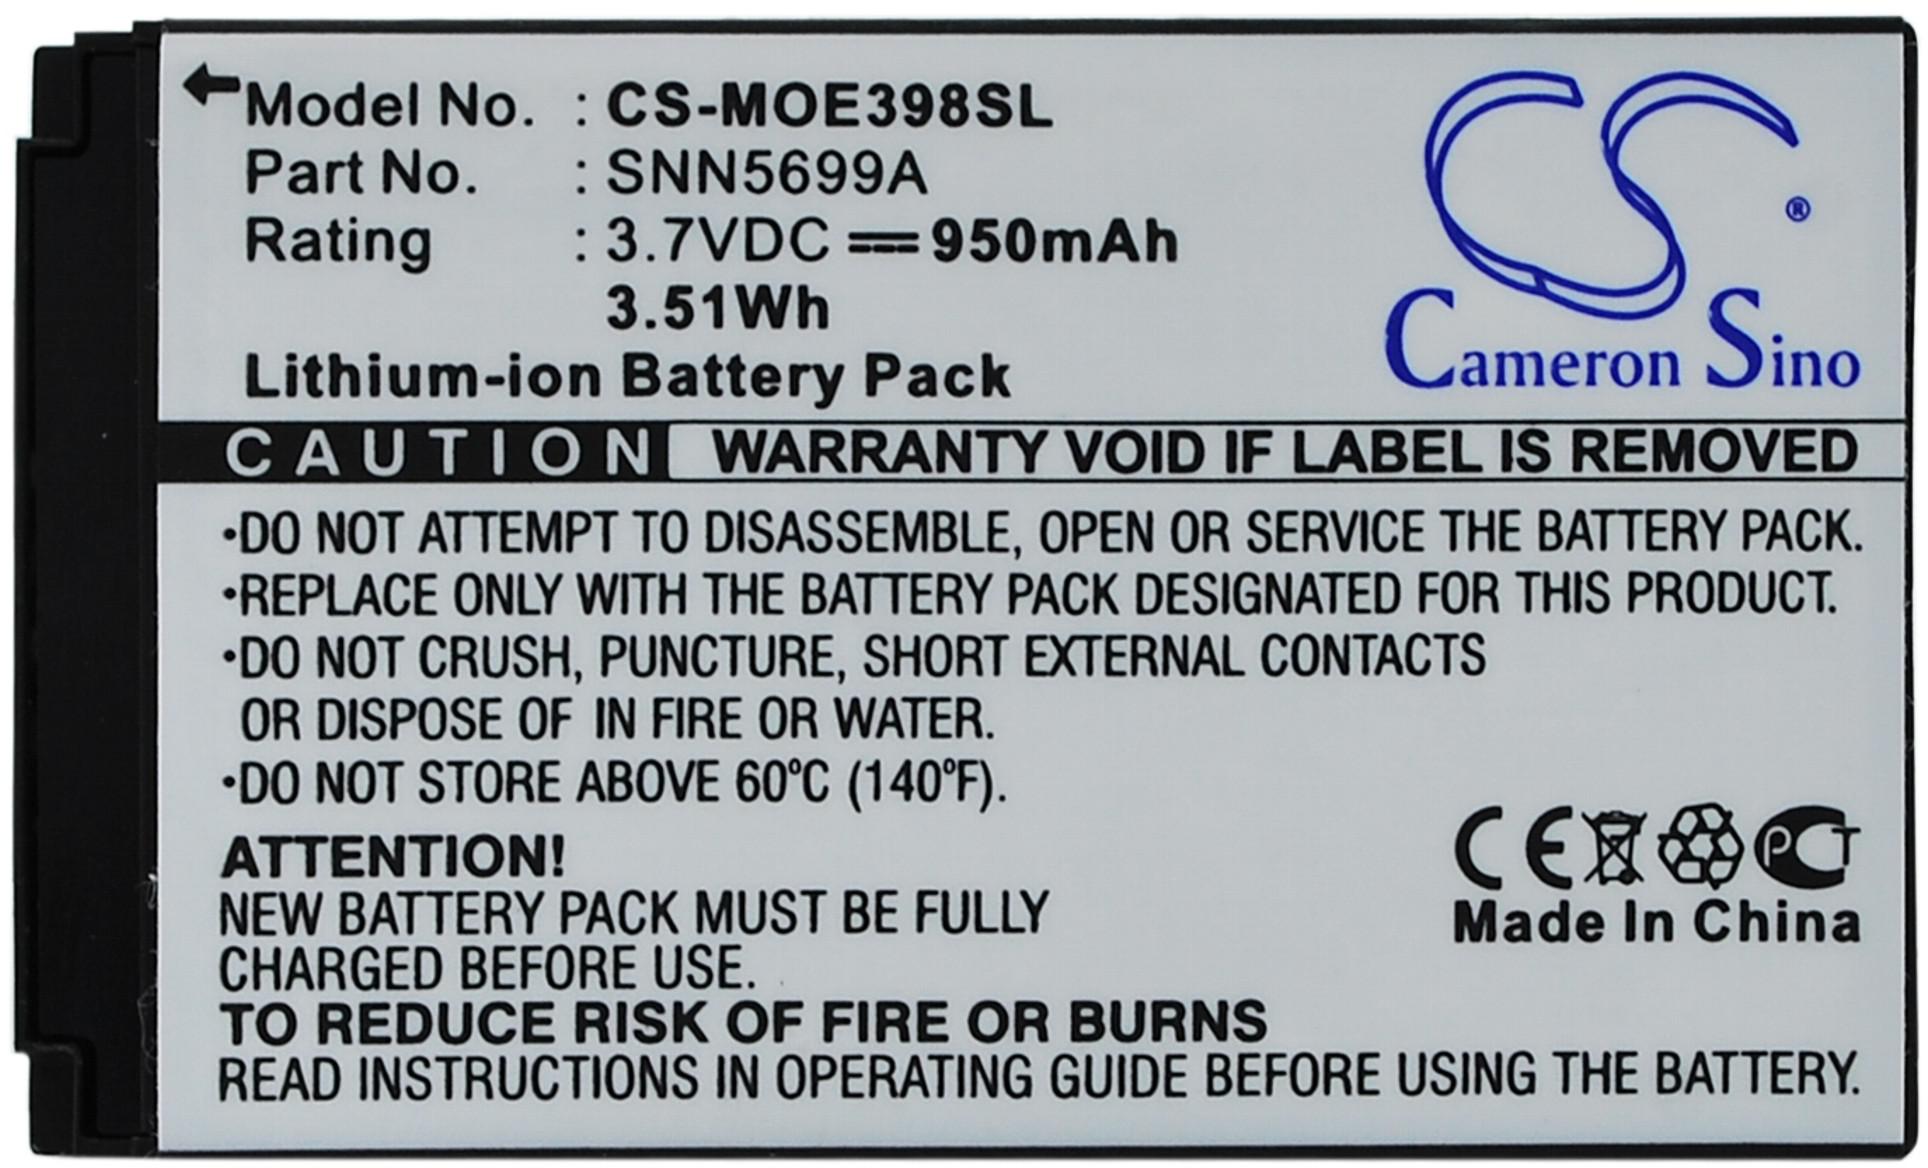 Model No. : CS-MOE398SL
Part No. : SNN5699A
Rating : 3.7VDC 950mAh
3.51Wh
Lithium-ion Battery Pack
CS ®
Cameron Sino
CAUTION WARRANTY VOID IF LABEL IS REMOVED
•DO NOT ATTEMPT TO DISASSEMBLE, OPEN OR SERVICE THE BATTERY PACK.
•REPLACE ONLY WITH THE BATTERY PACK DESIGNATED FOR THIS PRODUCT.
•DO NOT CRUSH, PUNCTURE, SHORT EXTERNAL CONTACTS
OR DISPOSE OF IN FIRE OR WATER.
•DO NOT STORE ABOVE 60°C (140°F).
ATTENTION!
NEW BATTERY PACK MUST BE FULLY
CHARGED BEFORE USE.
CE PCT
Made In China
TO REDUCE RISK OF FIRE OR BURNS
READ INSTRUCTIONS IN OPERATING GUIDE BEFORE USING THE BATTERY.